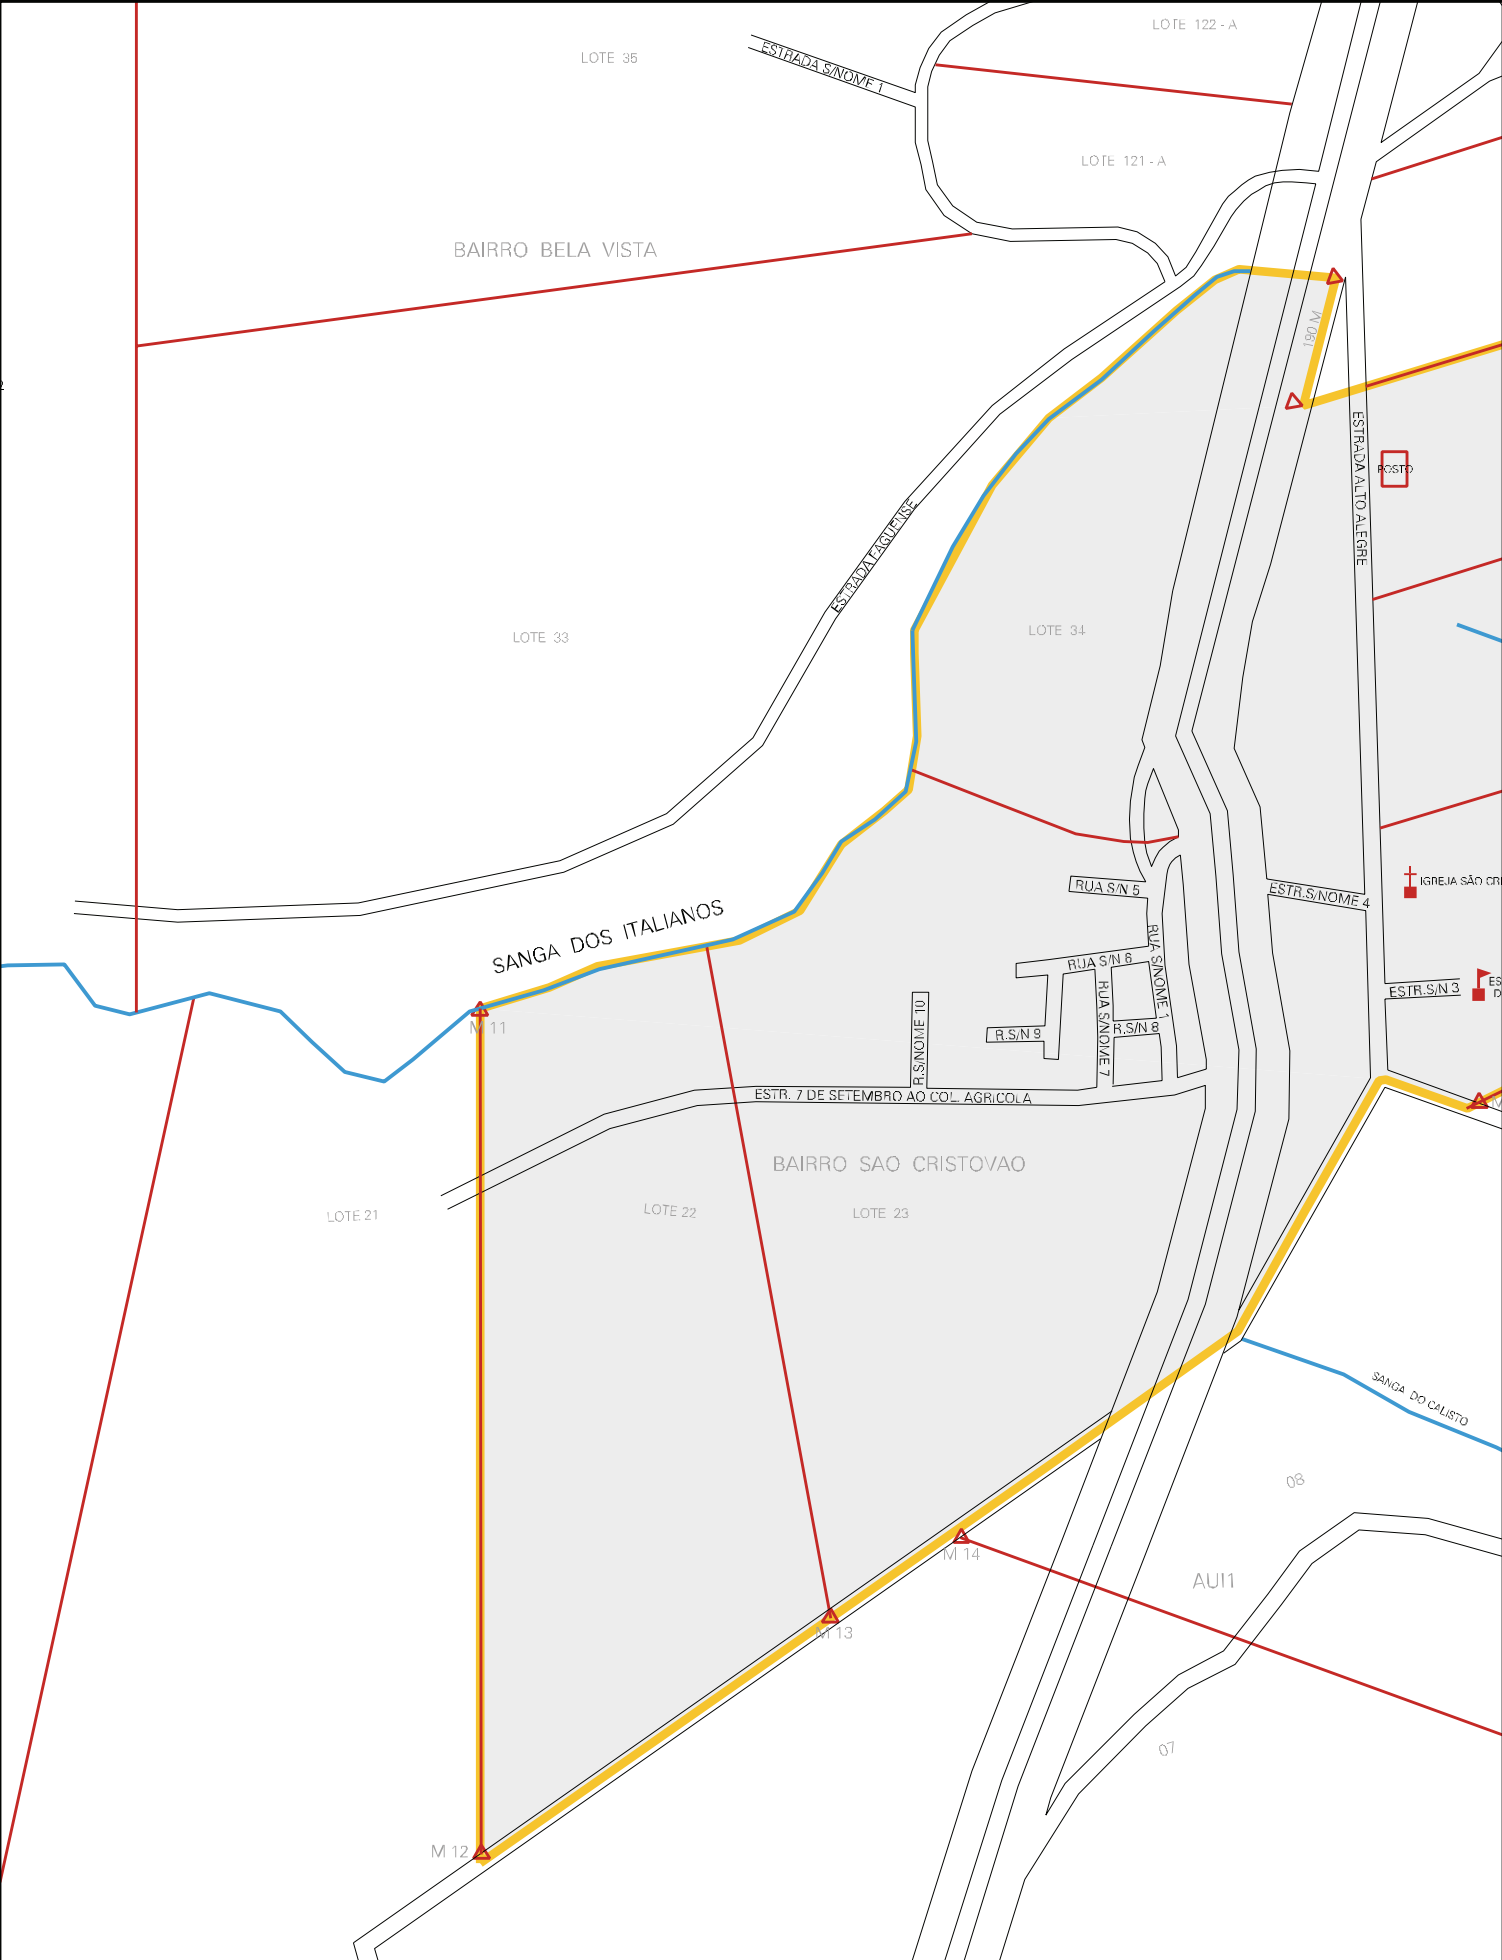 LOTE 122 - A
LOTE 35
ESTRADA S/NOME 1
LOTE 121 - A
BAIRRO BELA VISTA
190 M
2
ESTRADA ALTO ALEGRE
POSTO
ESTRADA FAGUENSE
LOTE 33
LOTE 34
RUA S/N 5
ESTR.S/NOME 4
IGREJA SÃO CRI
SANGA DOS ITALIANOS
RUA S/NOME 1
RUA S/N 6
ESTR.S/N 3
ES
D
M 11
R.S/NOME 10
R.S/N 9
RUA S/NOME 7
R.S/N 8
ESTR. 7 DE SETEMBRO AO COL. AGRICOLA
M
BAIRRO SAO CRISTOVAO
LOTE 21
LOTE 22
LOTE 23
SANGA DO CALISTO
08
M 14
AUI1
M 13
07
M 12